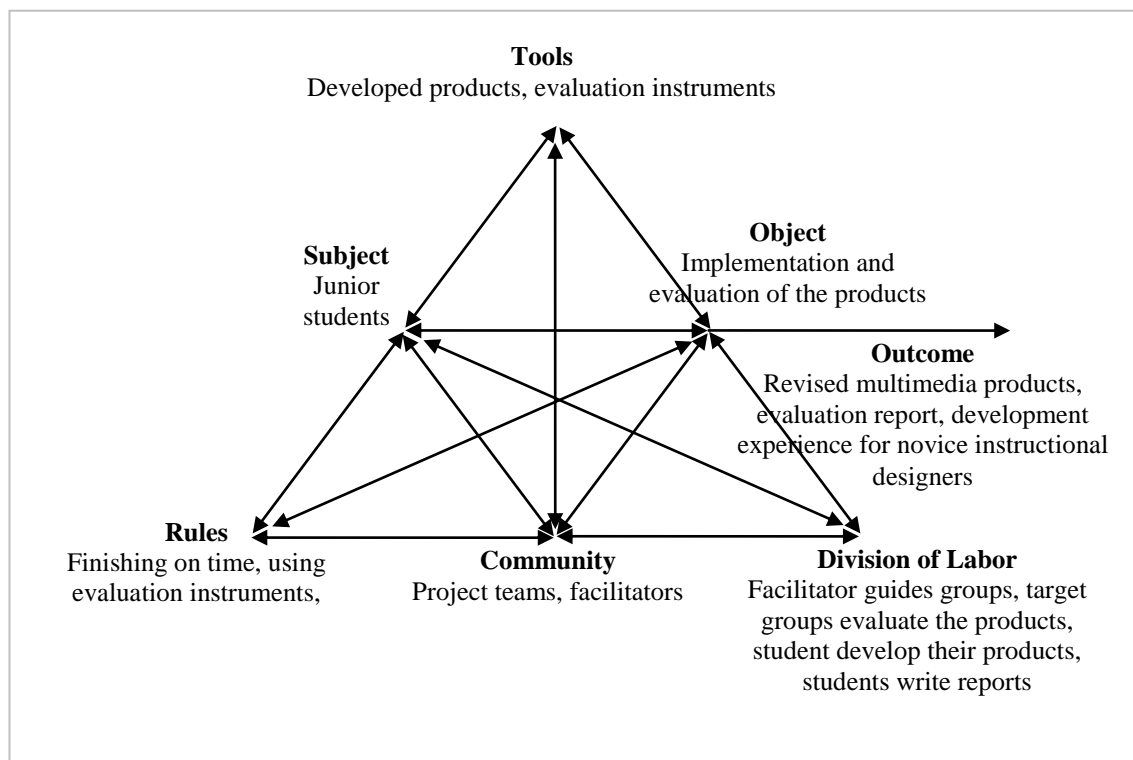 Tools
Developed products, evaluation instruments
Subject
Junior
students
Object
Implementation and
evaluation of the products
Outcome
Revised multimedia products,
evaluation report, development
experience for novice instructional
designers
Rules
Finishing on time, using
evaluation instruments,
Community
Project teams, facilitators
Division of Labor
Facilitator guides groups, target
groups evaluate the products,
student develop their products,
students write reports